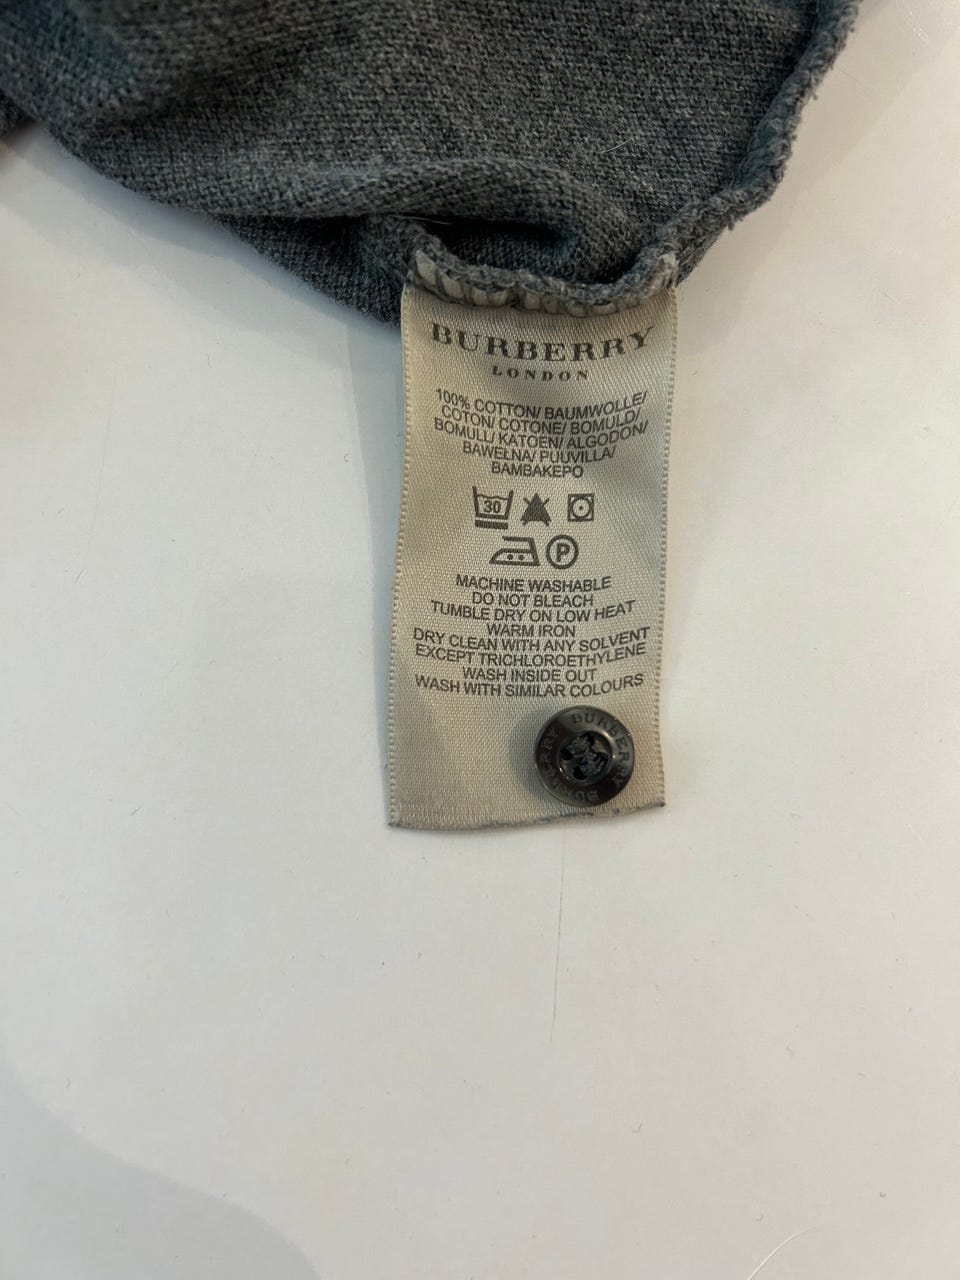 BURBERRY
LONDON
100% COTTON/ BAUMWOLLE/
COTON/ COTONE/ BOMULD/
BOMULL/ KATOEN/ ALGODON/
BAWEŁNA/ PUUVILLA/
ΒΑΜΒΑΚΕΡΟ
30
P
MACHINE WASHABLE
DO NOT BLEACH
TUMBLE DRY ON LOW HEAT
WARM IRON
DRY CLEAN WITH ANY SOLVENT
EXCEPT TRICHLOROETHYLENE
WASH INSIDE OUT
WASH WITH SIMILAR COLOURS
BURBERRY
BURBERRY